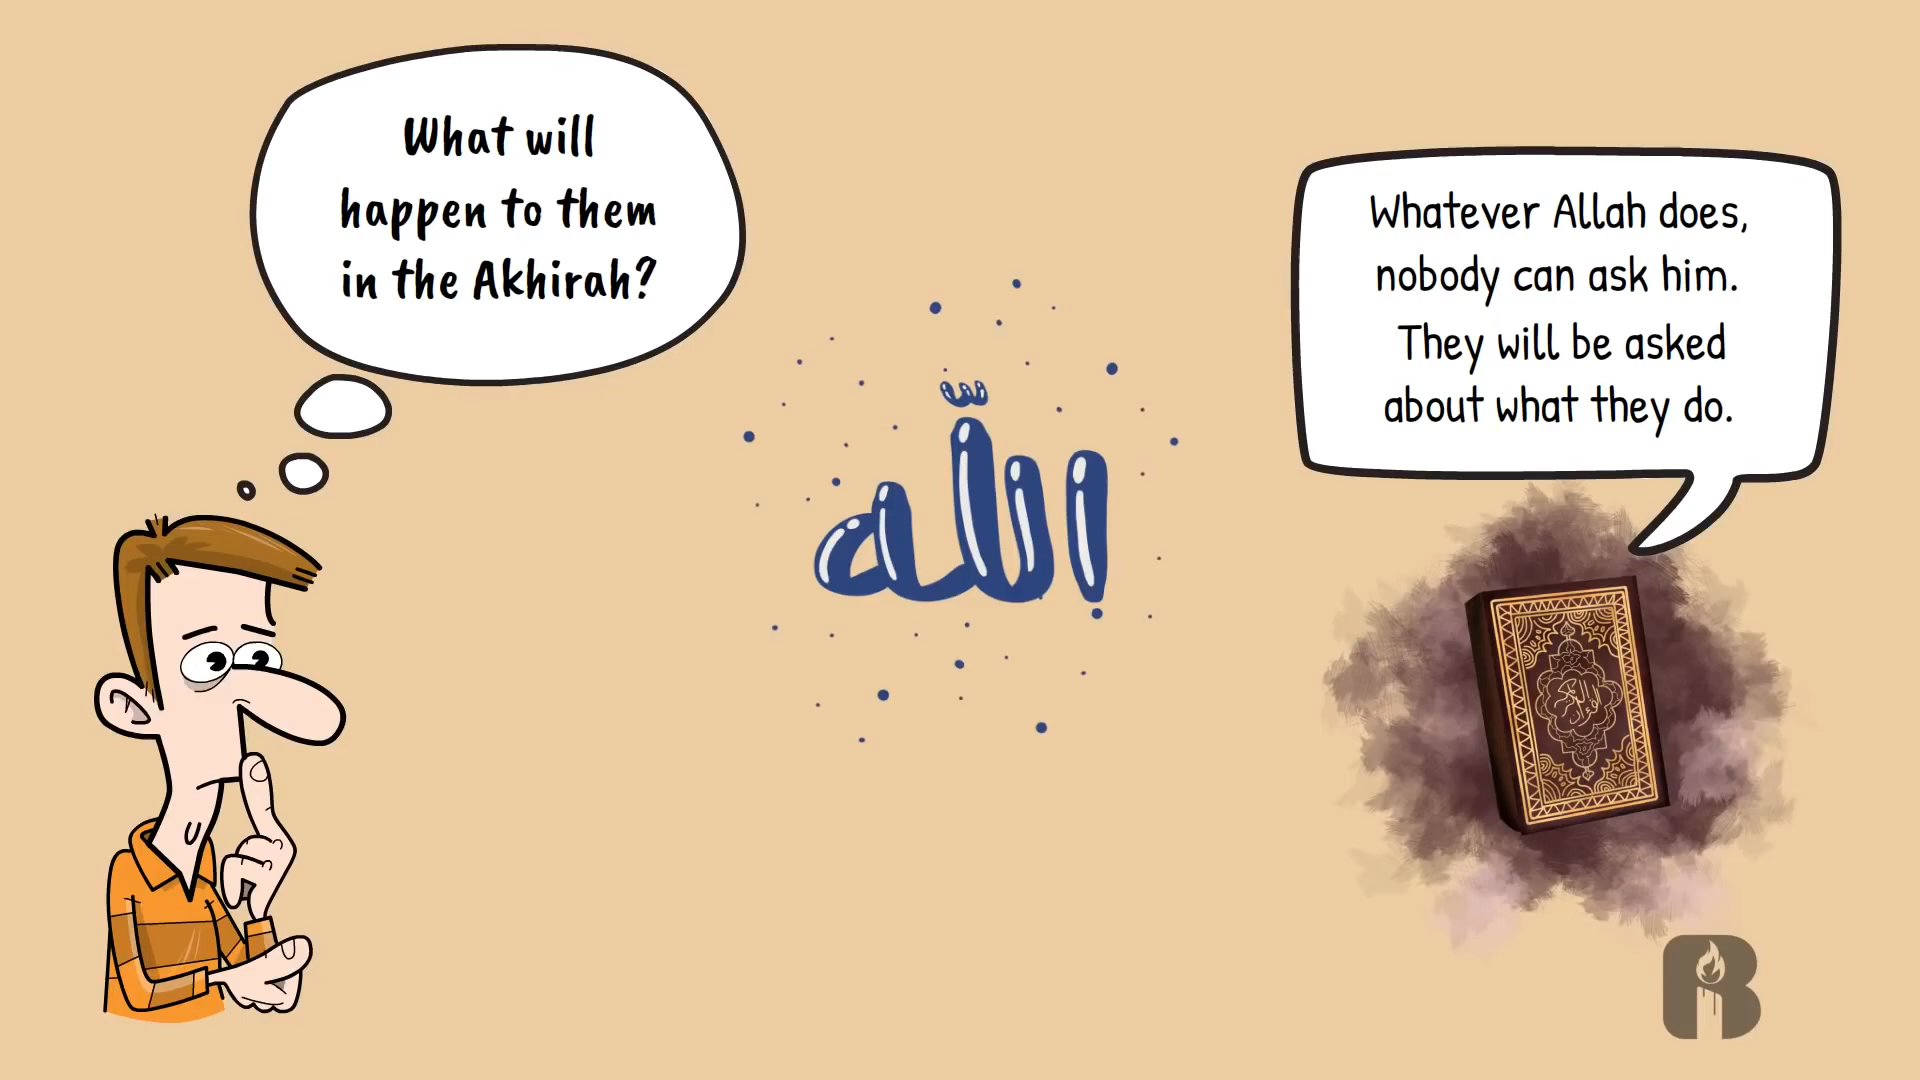 What will
happen to them
in the Akhirah?
الله
Whatever Allah does,
nobody can ask him.
They will be asked
about what they do.